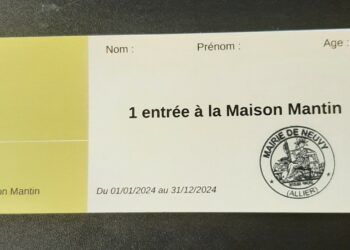 Nom : Prénom : Age :
1 entrée à la Maison Mantin
MAIRIE DE NEUVY
(ALLIER)
Mantin Du 01/01/2024 au 31/12/2024